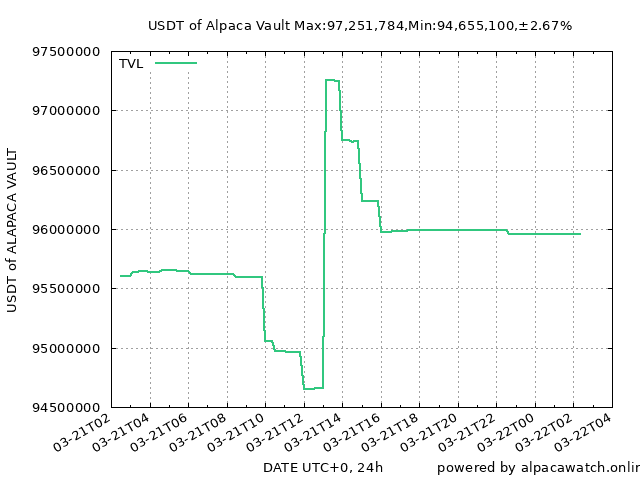 USDT of Alpaca Vault Max:97,251,784,Min:94,655,100,±2.67%
TVL
97500000
97000000
96500000
96000000
95500000
95000000
94500000
USDT of ALAPACA VAULT
03-21T02
03-21T04
03-21T06
03-21T08
03-21T10
03-21T12
03-21T14
03-21T16
03-21T18
03-21T20
03-21T22
03-22T00
03-22T02
03-22T04
DATE UTC+0, 24h
powered by alpacawatch.onlin